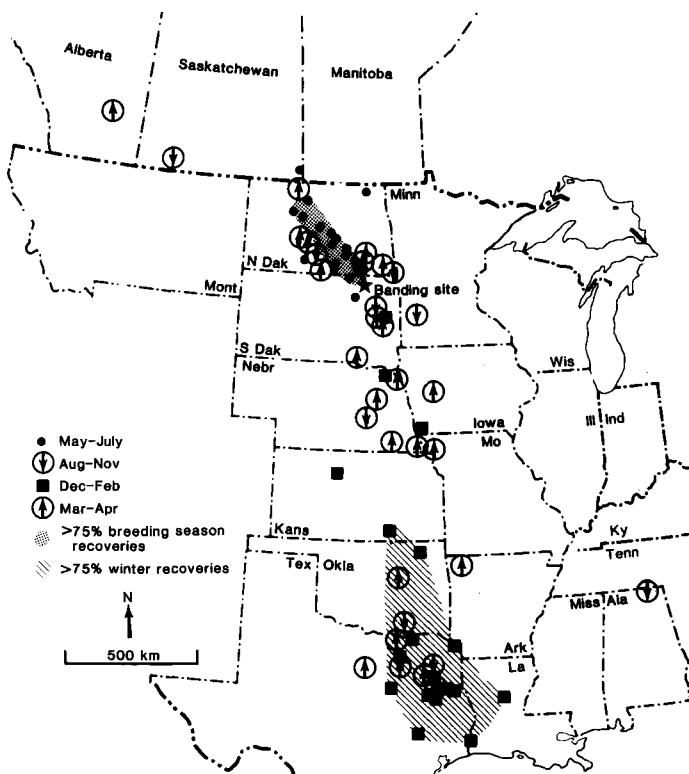 Alberta
Saskatchewan
Manitoba
Minn
N Dak
Mont
Banding site
S Dak
Nebr
Wis
Iowa
Mo
Ill Ind
May-July
Aug-Nov
Dec-Feb
Mar-Apr
>75% breeding season
recoveries
>75% winter recoveries
Kans
Tex Okla
Ky
Tenn
Miss Ala
Ark
La
N
500 km